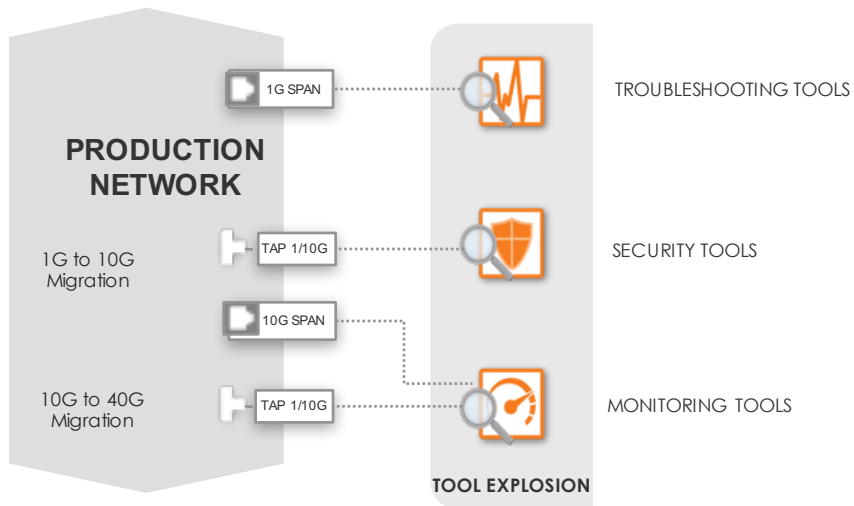 1G SPAN
TROUBLESHOOTING TOOLS
PRODUCTION
NETWORK
1G to 10G
Migration
TAP 1/10G
SECURITY TOOLS
10G SPAN
10G to 40G
Migration
TAP 1/10G
MONITORING TOOLS
TOOL EXPLOSION